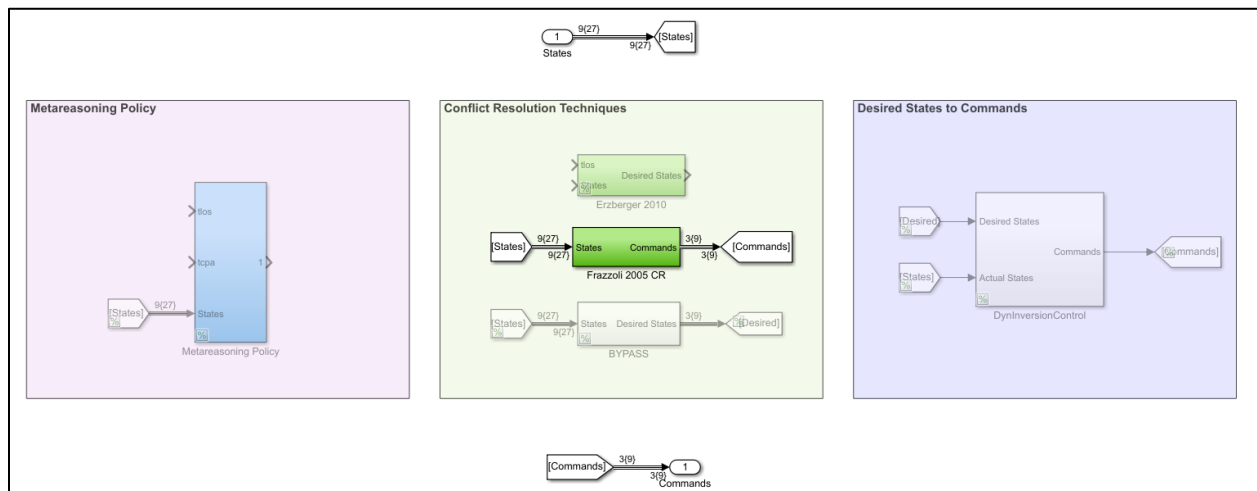 9{27}
1
[States]
9{27}
States
Metareasoning Policy
Conflict Resolution Techniques
Desired States to Commands
tlos
tcpa
1
9{27}
[States]
%
States
%
Metareasoning Policy
tlos
States
Desired States
%
Erzberger 2010
9{27}
[States]
9{27}
States
Commands
3{9}
3{9}
[Commands]
Frazzoli 2005 CR
9{27}
[States]
%
9{27}
States
Desired States
%
3{9}
[Desired]
%
BYPASS
[Desired]
%
Desired States
Commands
[Commands]
%
[States]
%
Actual States
%
DynInversionControl
[Commands]
3{9}
1
3{9}
Commands